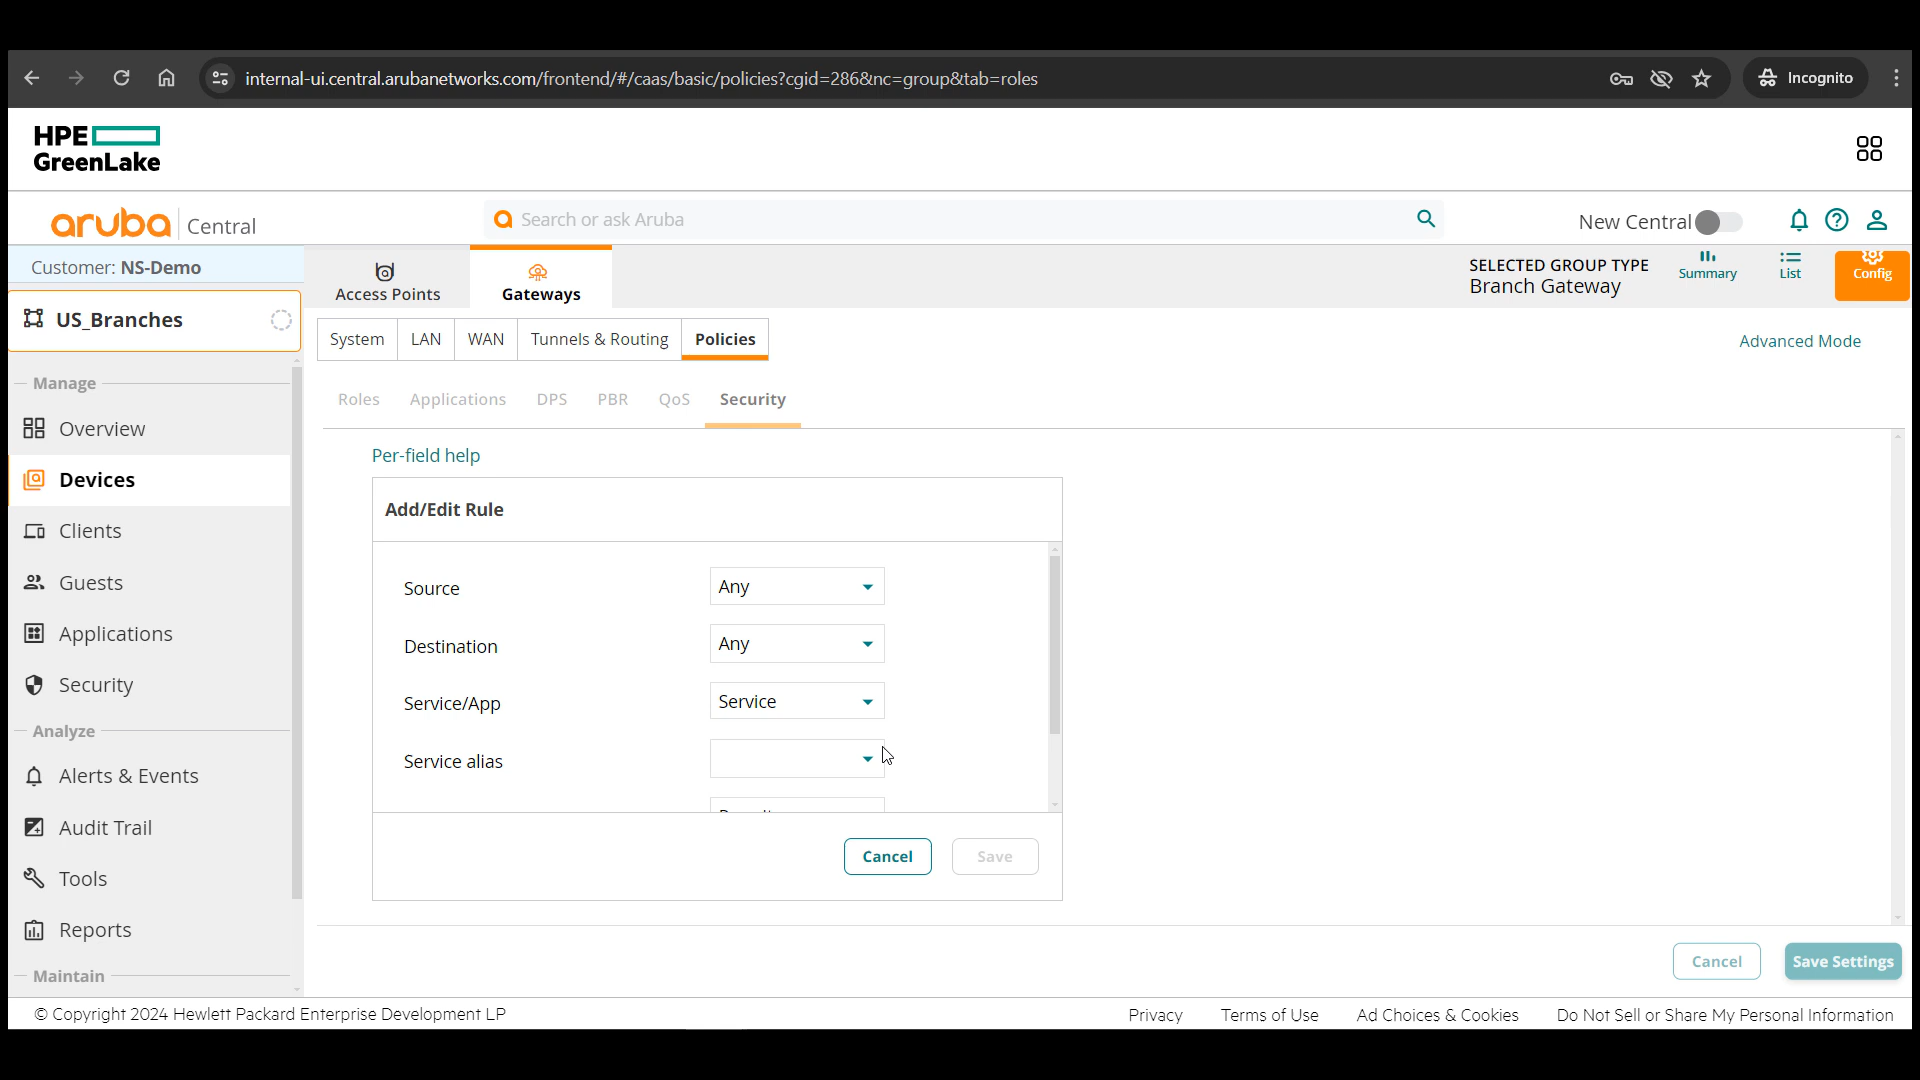 internal-ui.central.arubanetworks.com/frontend/#/caas/basic/policies?cgid=286&nc=group&tab=roles
Incognito
HPE
GreenLake
aruba Central
Search or ask Aruba
New Central
Customer: NS-Demo
Access Points
Gateways
SELECTED GROUP TYPE
Branch Gateway
Summary
List
Config
US_Branches
System
LAN
WAN
Tunnels & Routing
Policies
Advanced Mode
Manage
Overview
Devices
Clients
Guests
Applications
Security
Analyze
Alerts & Events
Audit Trail
Tools
Reports
Maintain
Roles
Applications
DPS
PBR
QoS
Security
Per-field help
Add/Edit Rule
Source
Any
Destination
Any
Service/App
Service
Service alias
Cancel
Save
Cancel
Save Settings
© Copyright 2024 Hewlett Packard Enterprise Development LP
Privacy
Terms of Use
Ad Choices & Cookies
Do Not Sell or Share My Personal Information